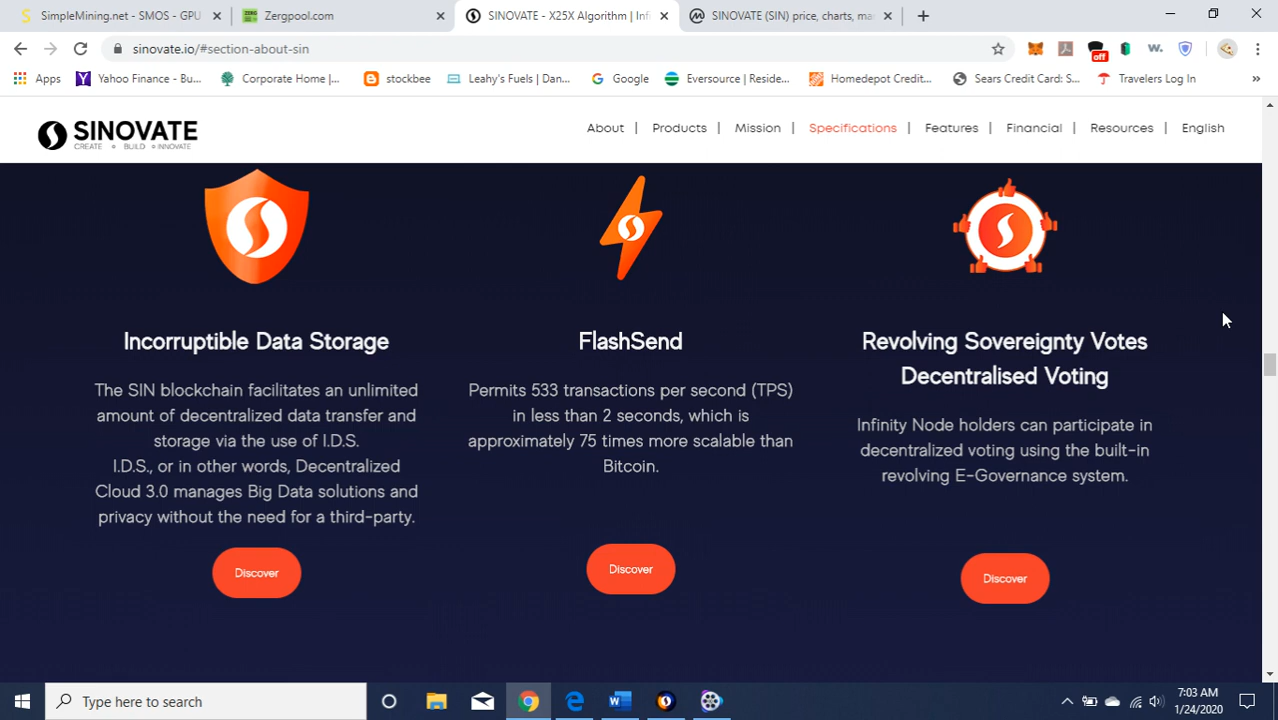 SimpleMining.net - SMOS - GPU
Zergpool.com
SINOVATE - X25X Algorithm | Inf
SINOVATE (SIN) price, charts, ma
sinovate.io/#section-about-sin
off
w.
Apps
Yahoo Finance - Bu...
Corporate Home |...
stockbee
Leahy's Fuels | Dan...
Google
Eversource | Reside...
Homedepot Credit...
Sears Credit Card: S...
Travelers Log In
SINOVATE
CREATE BUILD INNOVATE
About | Products | Mission | Specifications | Features | Financial | Resources | English
Incorruptible Data Storage
The SIN blockchain facilitates an unlimited
amount of decentralized data transfer and
storage via the use of I.D.S.
I.D.S., or in other words, Decentralized
Cloud 3.0 manages Big Data solutions and
privacy without the need for a third-party.
Discover
FlashSend
Permits 533 transactions per second (TPS)
in less than 2 seconds, which is
approximately 75 times more scalable than
Bitcoin.
Discover
Revolving Sovereignty Votes
Decentralised Voting
Infinity Node holders can participate in
decentralized voting using the built-in
revolving E-Governance system.
Discover
Type here to search
7:03 AM
1/24/2020